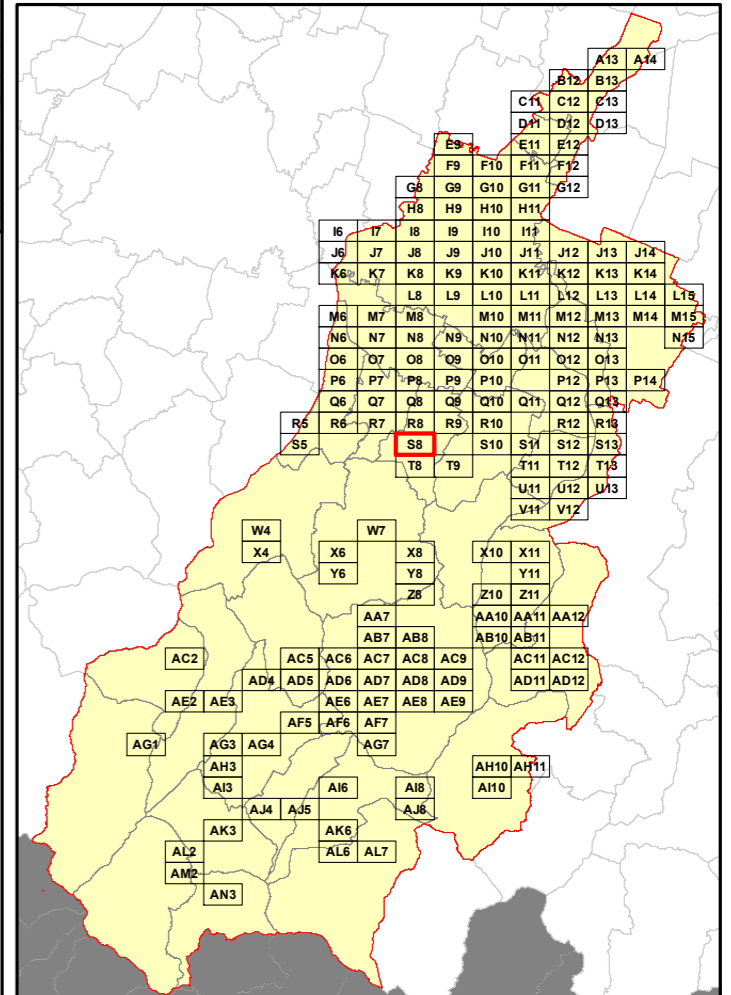 A13 A14
B12 B13
C11 C12 C13
D11 D12 D13
E9 E11 E12
F9 F10 F11 F12
G8 G9 G10 G11 G12
H8 H9 H10 H11
I6 I7 I8 I9 I10 I11
J6 J7 J8 J9 J10 J11 J12 J13 J14
K6 K7 K8 K9 K10 K11 K12 K13 K14
L8 L9 L10 L11 L12 L13 L14 L15
M6 M7 M8 M10 M11 M12 M13 M14 M15
N6 N7 N8 N9 N10 N11 N12 N13 N15
O6 O7 O8 O9 O10 O11 O12 O13
P6 P7 P8 P9 P10 P12 P13 P14
Q6 Q7 Q8 Q9 Q10 Q11 Q12 Q13
R5 R6 R7 R8 R9 R10 R12 R13
S5 S8 S10 S11 S12 S13
T8 T9 T11 T12 T13
U11 U12 U13
V11 V12
W4 W7
X4 X6 X8 X10 X11
Y6 Y8 Y11
Z8 Z10 Z11
AA7 AA10 AA11 AA12
AB7 AB8 AB10 AB11
AC2 AC5 AC6 AC7 AC8 AC9 AC11 AC12
AD4 AD5 AD6 AD7 AD8 AD9 AD11 AD12
AE2 AE3 AE6 AE7 AE8 AE9
AF5 AF6 AF7
AG1 AG3 AG4 AG7
AH3 AH10 AH11
AI3 AI6 AI8 AI10
AJ4 AJ5 AJ8
AK3 AK6
AL2 AL6 AL7
AM2
AN3